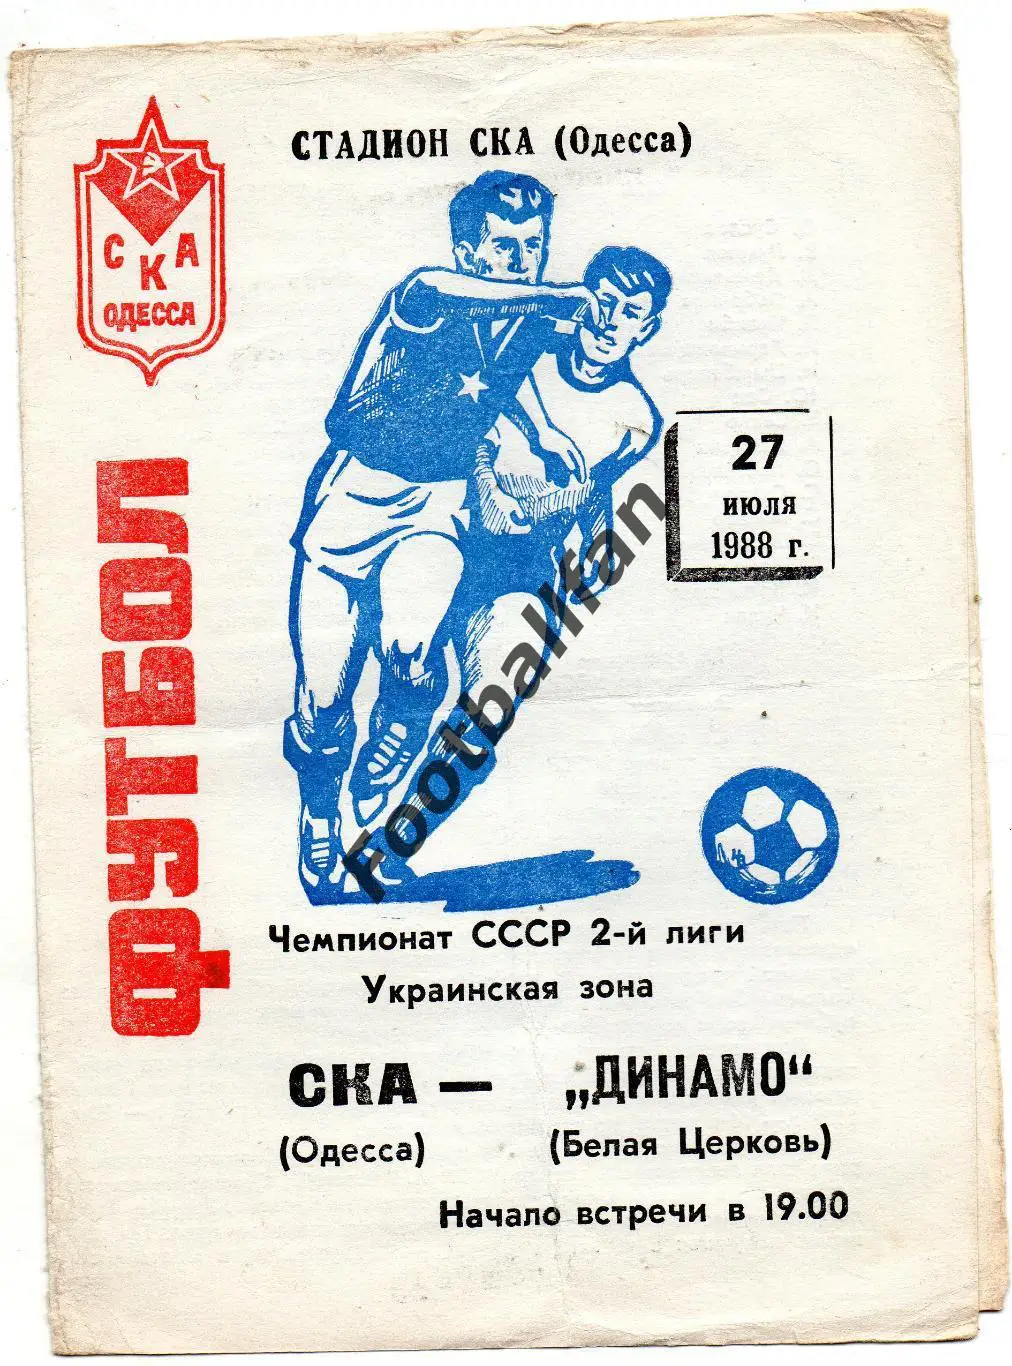 СТАДИОН СКА (Одесса)
СКА
ОДЕССА
ФУТБОЛ
27
июля
1988 г.
Footballfan
Чемпионат СССР 2-й лиги
Украинская зона
СКА — „ДИНАМО“
(Одесса) (Белая Церковь)
Начало встречи в 19.00